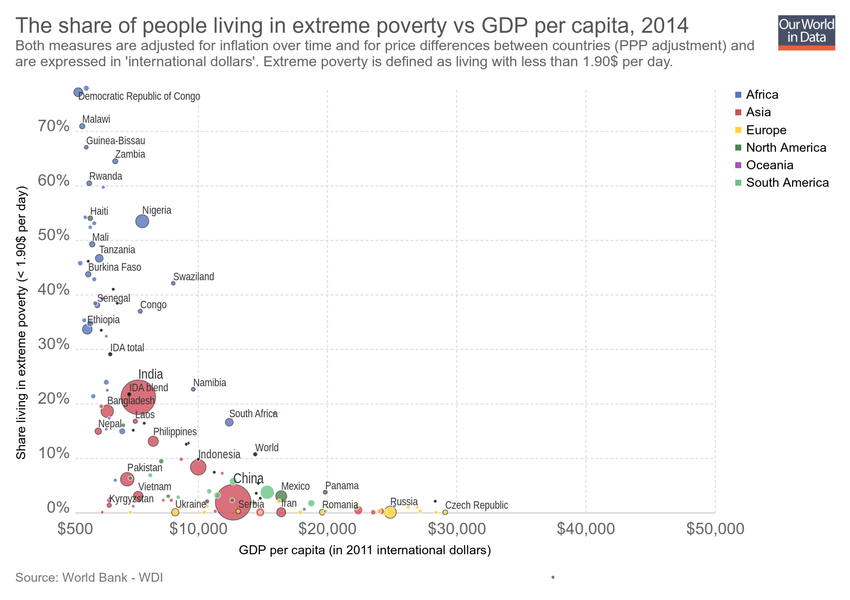 The share of people living in extreme poverty vs GDP per capita, 2014
Our World
in Data
Both measures are adjusted for inflation over time and for price differences between countries (PPP adjustment) and
are expressed in 'international dollars'. Extreme poverty is defined as living with less than 1.90$ per day.
Africa
Asia
Europe
North America
Oceania
South America
Share living in extreme poverty (< 1.90$ per day)
70%
60%
50%
40%
30%
20%
10%
0%
Democratic Republic of Congo
Malawi
Guinea-Bissau
Zambia
Rwanda
Haiti
Nigeria
Mali
Tanzania
Burkina Faso
Swaziland
Senegal
Congo
Ethiopia
IDA total
India
IDA blend
Namibia
Bangladesh
Laos
South Africa
Nepal
Philippines
Indonesia
World
Pakistan
China
Vietnam
Mexico
Panama
Kyrgyzstan
Ukraine
Serbia
Iran
Romania
Russia
Czech Republic
$500
$10,000
$20,000
$30,000
$40,000
$50,000
GDP per capita (in 2011 international dollars)
Source: World Bank - WDI